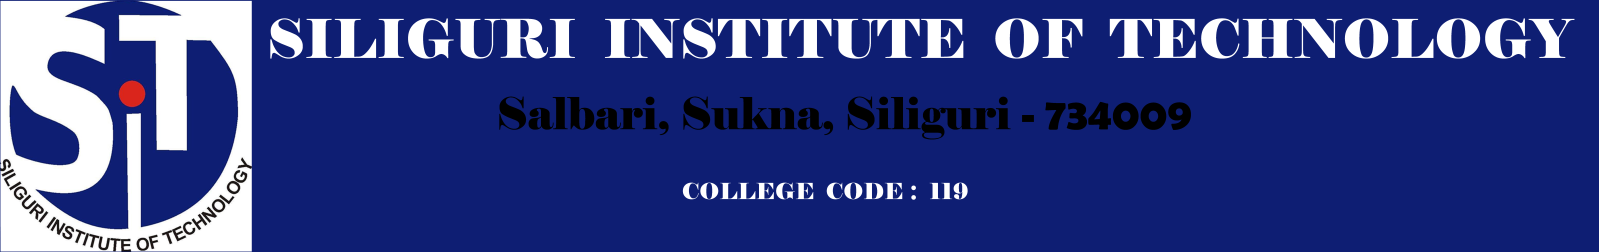 SiT
SILIGURI INSTITUTE OF TECHNOLOGY
SILIGURI INSTITUTE OF TECHNOLOGY
Salbari, Sukna, Siliguri - 734009
COLLEGE CODE : 119